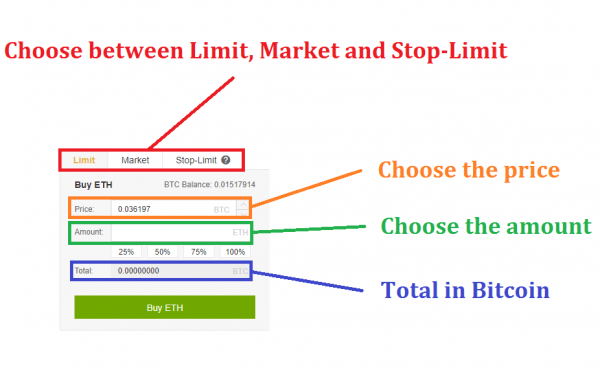 Choose between Limit, Market and Stop-Limit
Limit Market Stop-Limit ?
Buy ETH BTC Balance: 0.01517914
Price: 0.036197 BTC
Choose the price
Amount: ETH
Choose the amount
25% 50% 75% 100%
Total: 0.00000000 BTC
Total in Bitcoin
Buy ETH